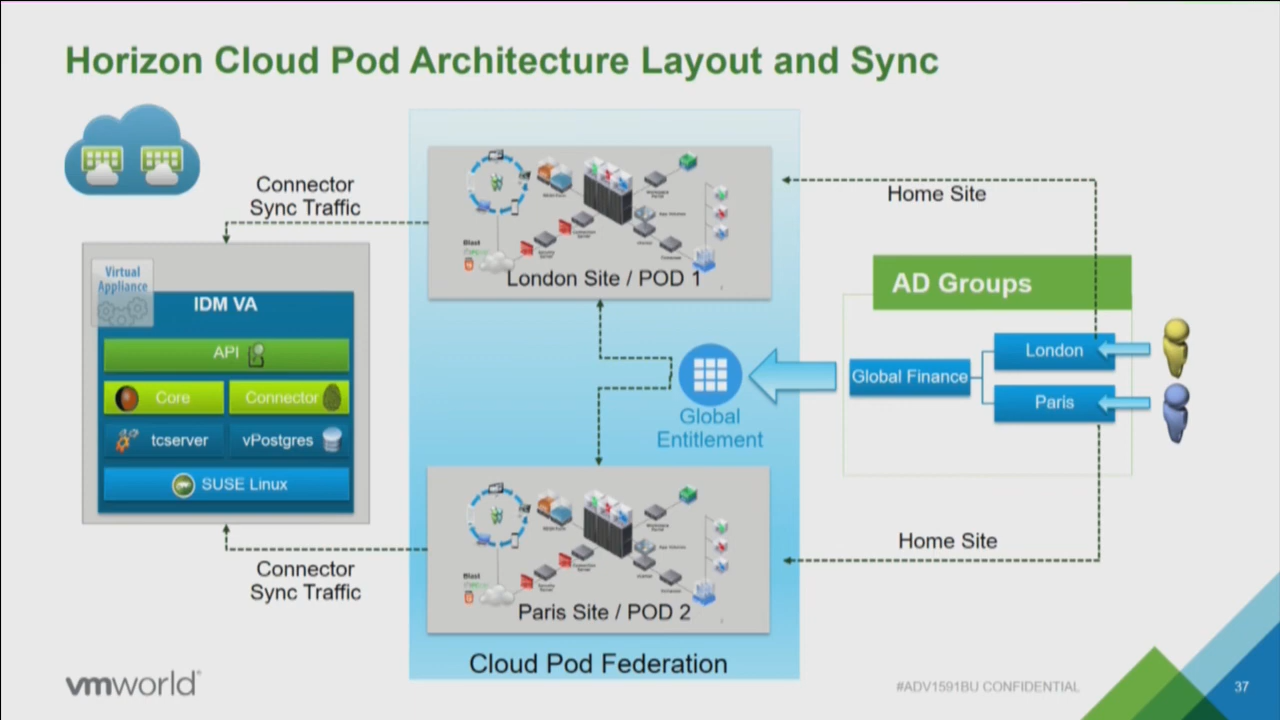 Horizon Cloud Pod Architecture Layout and Sync
Connector
Sync Traffic
Virtual
Appliance
IDM VA
API
Core
Connector
tcserver
vPostgres
SUSE Linux
Connector
Sync Traffic
Blast
London Site / POD 1
Global
Entitlement
Blast
Paris Site / POD 2
Cloud Pod Federation
Home Site
AD Groups
Global Finance
London
Paris
Home Site
vmworld
#ADV1591BU CONFIDENTIAL
37